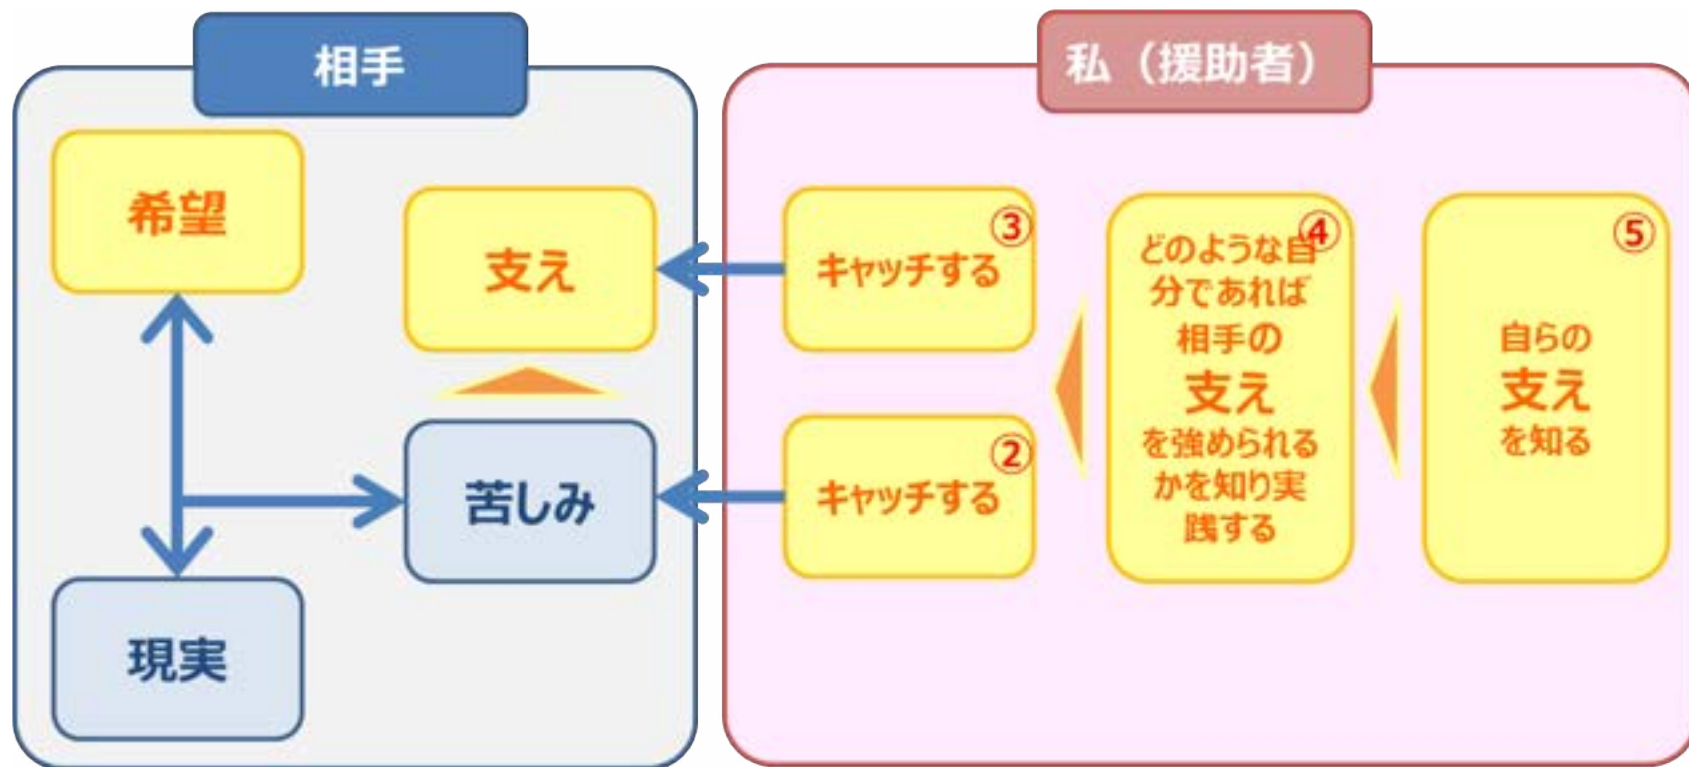 相手
希望
支え
苦しみ
現実
私（援助者）
③
キャッチする
②
キャッチする
④
どのような自
分であれば
相手の
支え
を強められる
かを知り実
践する
⑤
自らの
支え
を知る